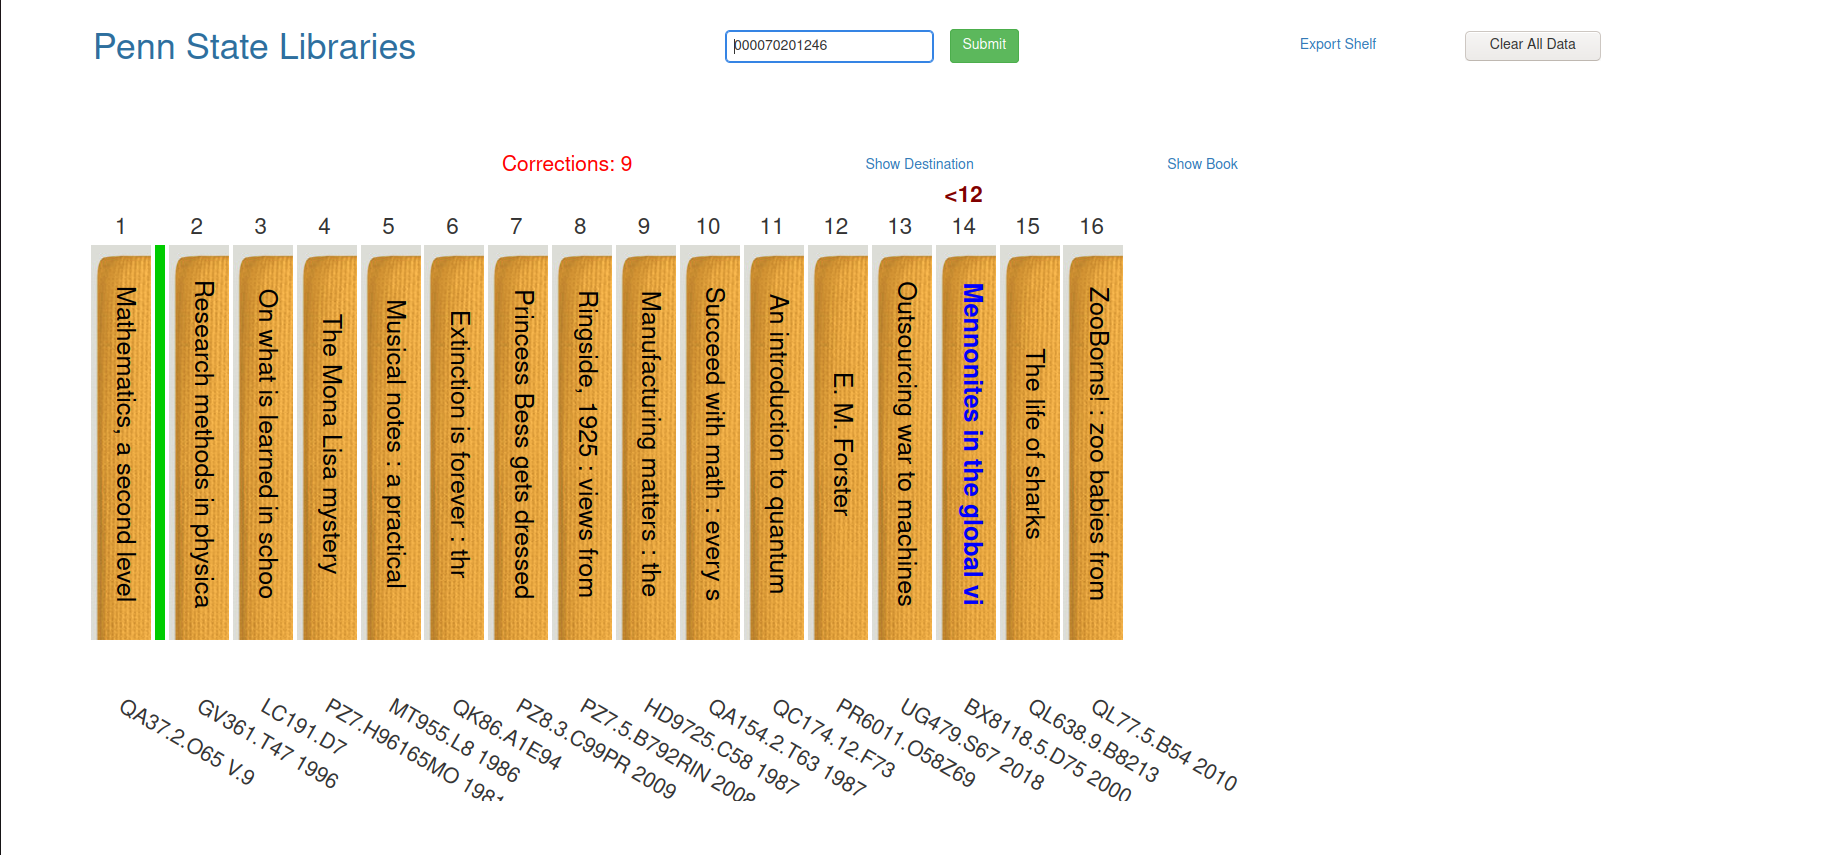 Penn State Libraries
000070201246
Submit
Export Shelf
Clear All Data
Corrections: 9
Show Destination
Show Book
<12
1 2 3 4 5 6 7 8 9 10 11 12 13 14 15 16
Mathematics, a second level
Research methods in physica
On what is learned in schoo
The Mona Lisa mystery
Musical notes : a practical
Extinction is forever : thr
Princess Bess gets dressed
Ringside, 1925 : views from
Manufacturing matters : the
Succeed with math : every s
An introduction to quantum
E. M. Forster
Outsourcing war to machines
Mennonites in the global vi
The life of sharks
ZooBorns! : zoo babies from
QA37.2.O65 V.9
GV361.T47 1996
LC191.D7
PZ7.H9616５MO 1981
MT955.L8 1986
QK86.A1E94
PZ8.3.C99PR 2009
PZ7.5.B792RIN 2008
HD9725.C58 1987
QA154.2.T63 1987
QC174.12.F73
PR6011.O58Z69
UG479.S67 2018
BX8118.5.D75 2000
QL638.9.B8213
QL77.5.B54 2010